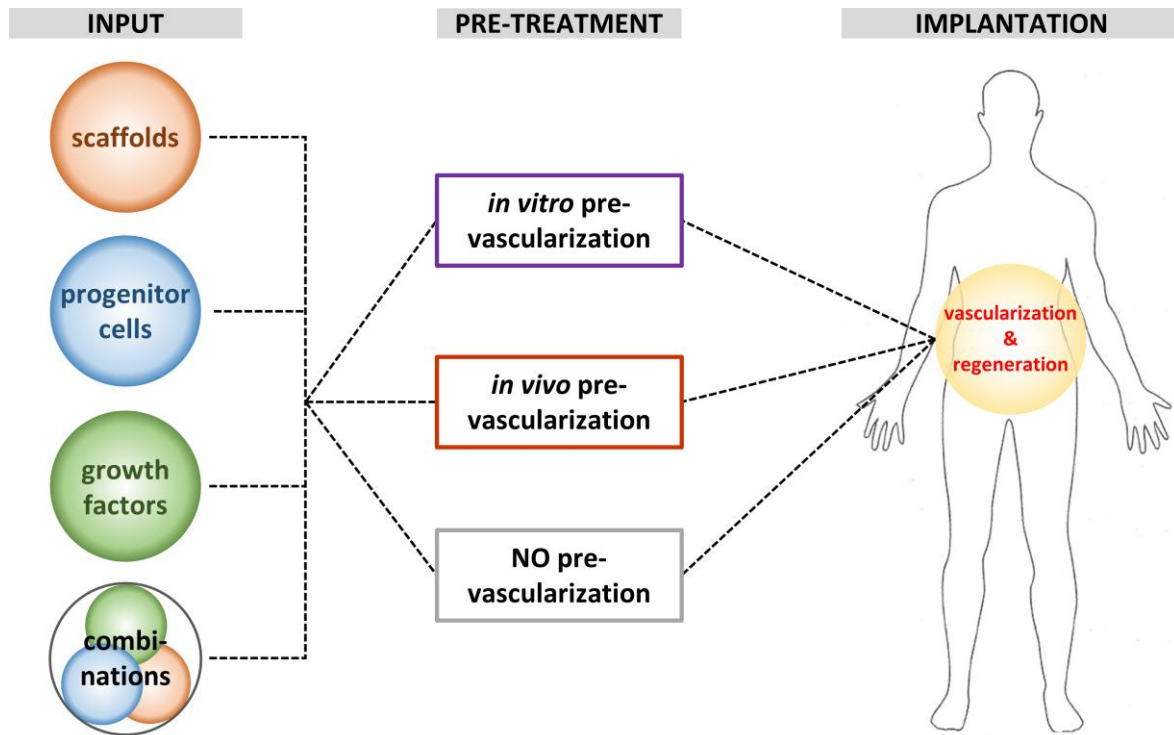 INPUT
PRE-TREATMENT
IMPLANTATION
scaffolds
progenitor
cells
growth
factors
combi-
nations
in vitro pre-
vascularization
in vivo pre-
vascularization
NO pre-
vascularization
vascularization
&
regeneration